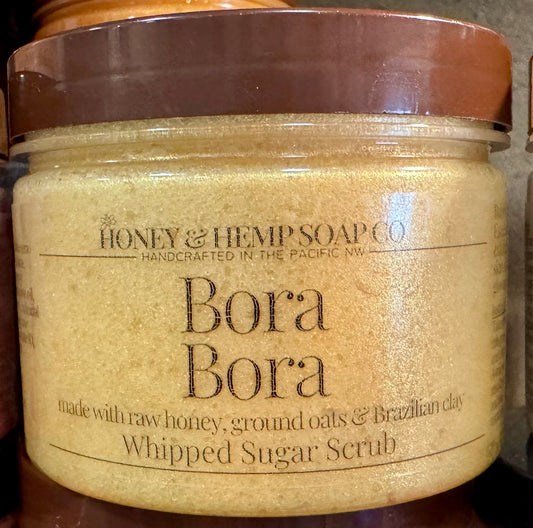 HONEY & HEMP SOAP CO
HANDCRAFTED IN THE PACIFIC NW
Bora
Bora
made with raw honey, ground oats & Brazilian clay
Whipped Sugar Scrub